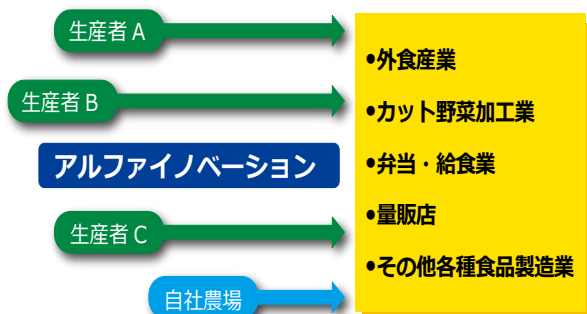 生産者 A
生産者 B
アルファイノベーション
生産者 C
自社農場
•外食産業
•カット野菜加工業
•弁当・給食業
•量販店
•その他各種食品製造業